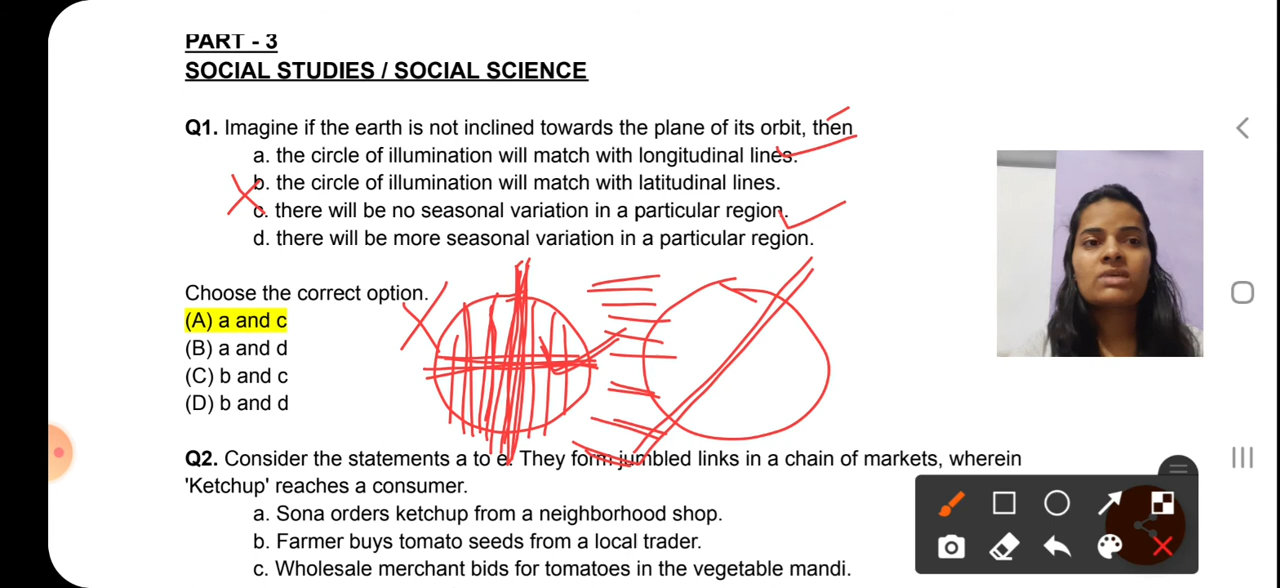 PART - 3
SOCIAL STUDIES / SOCIAL SCIENCE
Q1. Imagine if the earth is not inclined towards the plane of its orbit, then
a. the circle of illumination will match with longitudinal lines.
b. the circle of illumination will match with latitudinal lines.
c. there will be no seasonal variation in a particular region.
d. there will be more seasonal variation in a particular region.
Choose the correct option.
(A) a and c
(B) a and d
(C) b and c
(D) b and d
Q2. Consider the statements a to e. They form jumbled links in a chain of markets, wherein
'Ketchup' reaches a consumer.
a. Sona orders ketchup from a neighborhood shop.
b. Farmer buys tomato seeds from a local trader.
c. Wholesale merchant bids for tomatoes in the vegetable mandi.